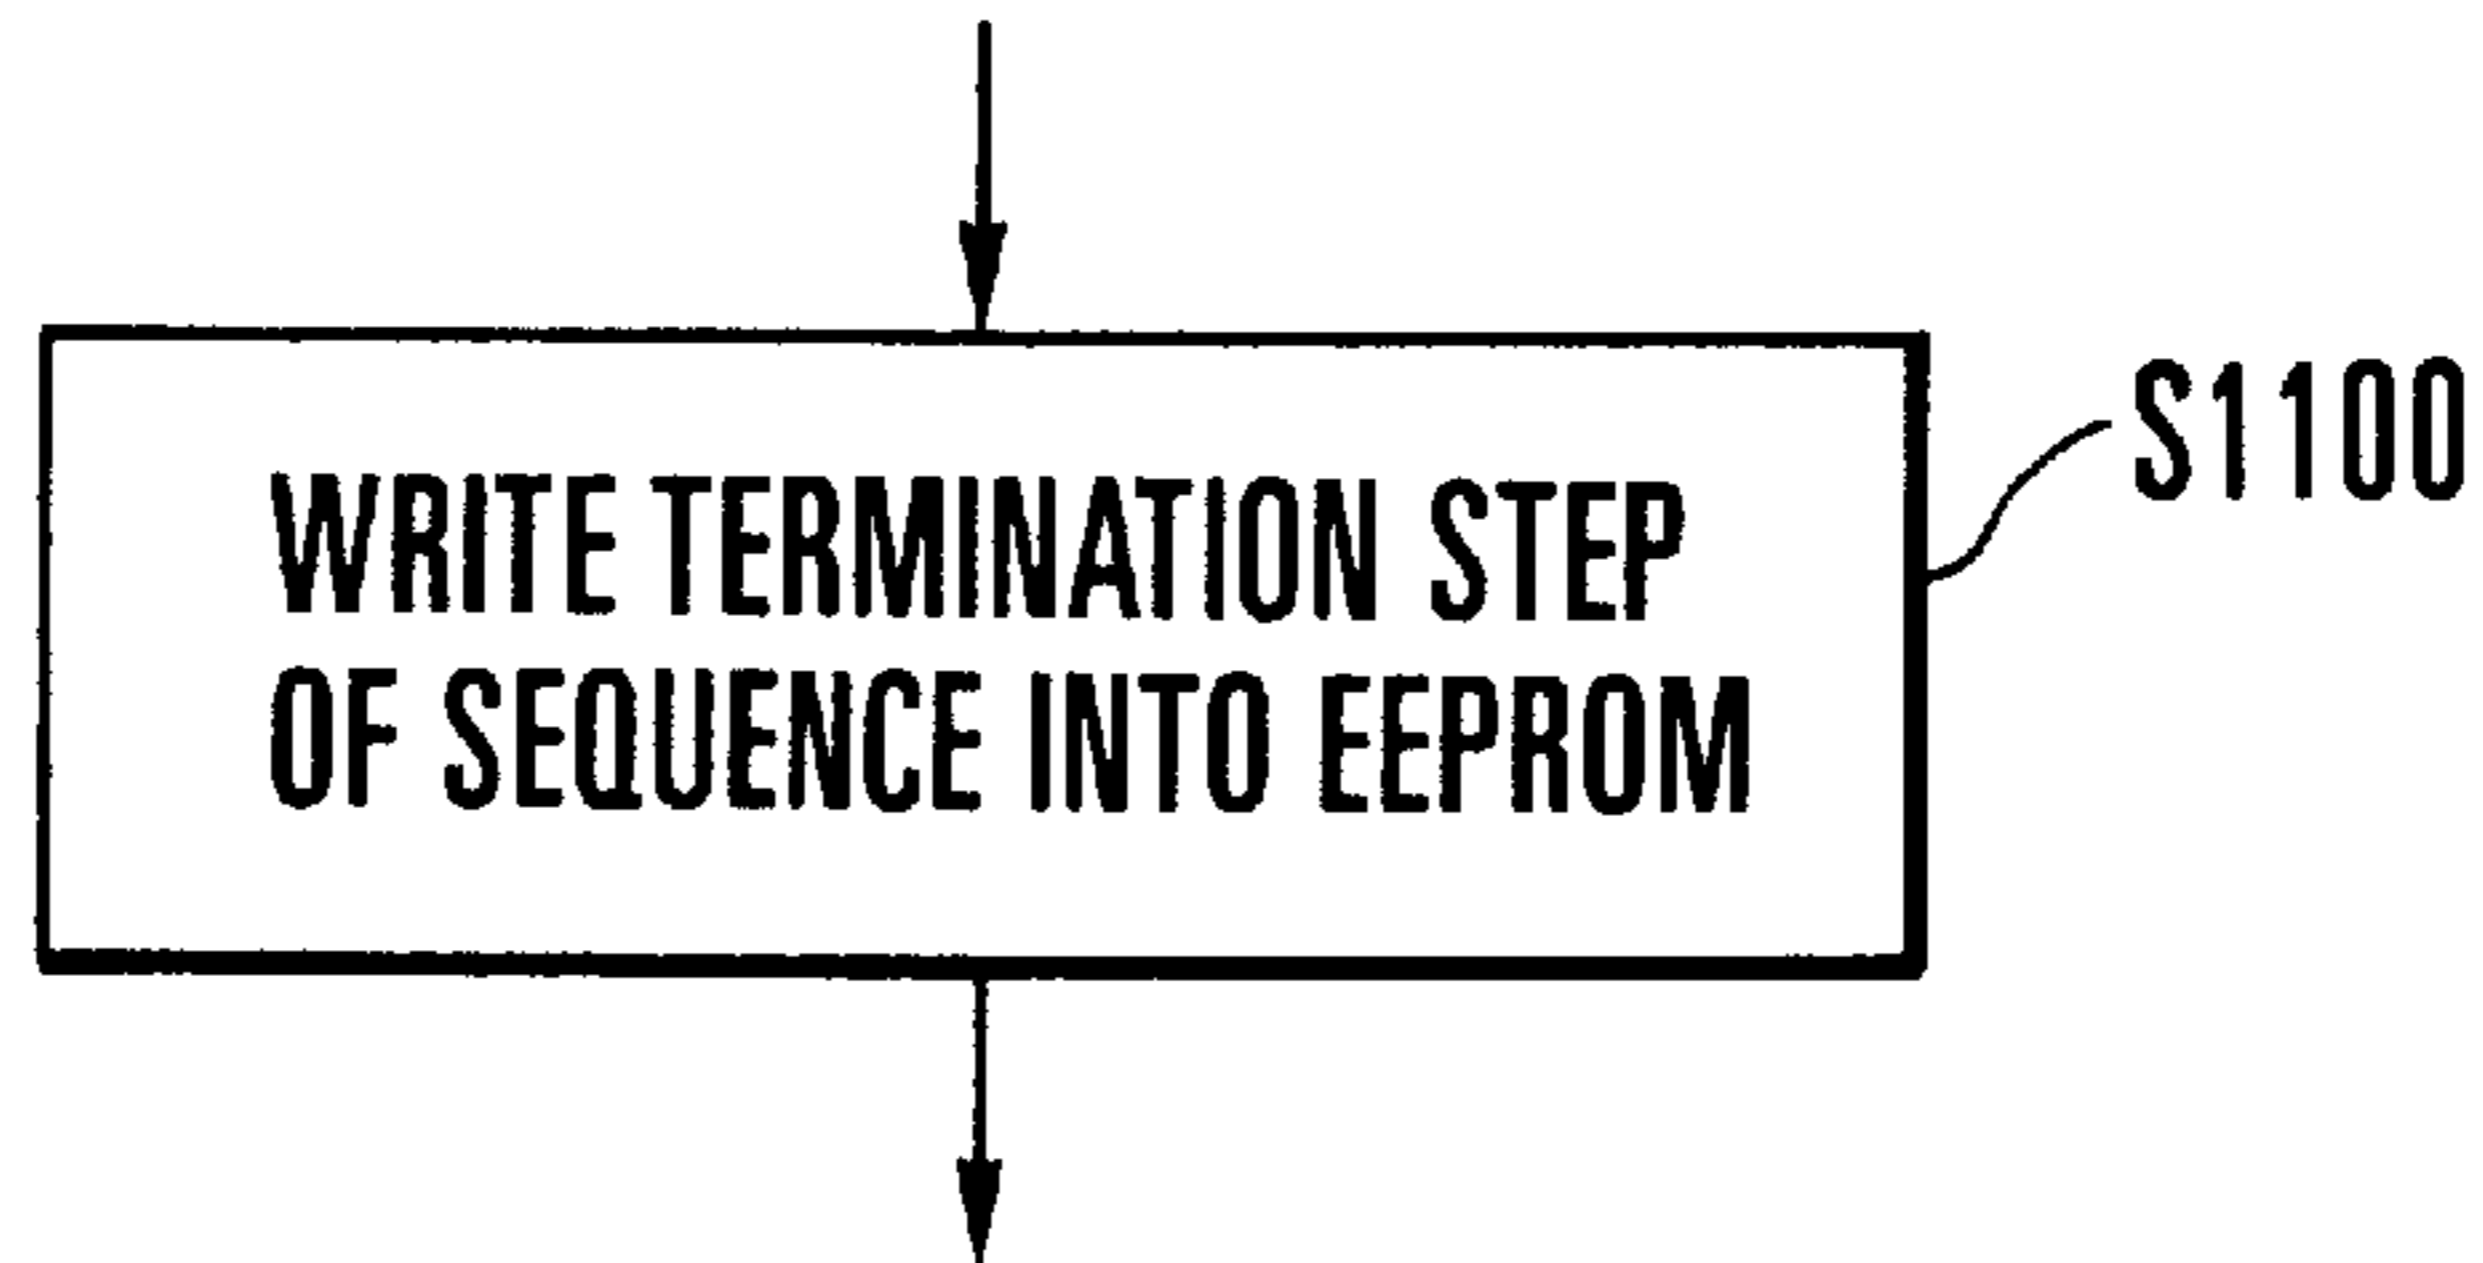 S1100
WRITE TERMINATION STEP
OF SEQUENCE INTO EEPROM